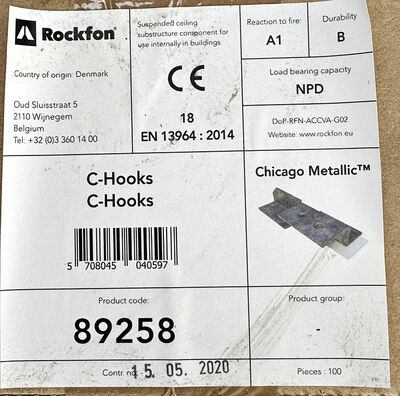 Rockfon®
Country of origin: Denmark
Oud Sluisstraat 5
2110 Wijnegem
Belgium
Tel: +32 (0)3 360 14 00
Suspended ceiling
substructure component for
use internally in buildings
CE
18
EN 13964 : 2014
Reaction to fire:
A1
Durability
B
Load bearing capacity
NPD
DoP-RFN-ACCVA-G02
Website: www.rockfon.eu
C-Hooks
C-Hooks
5 708045 040597
Chicago Metallic™
Product code:
89258
Product group:
-
Contr. no: 15. 05. 2020
Pieces : 100